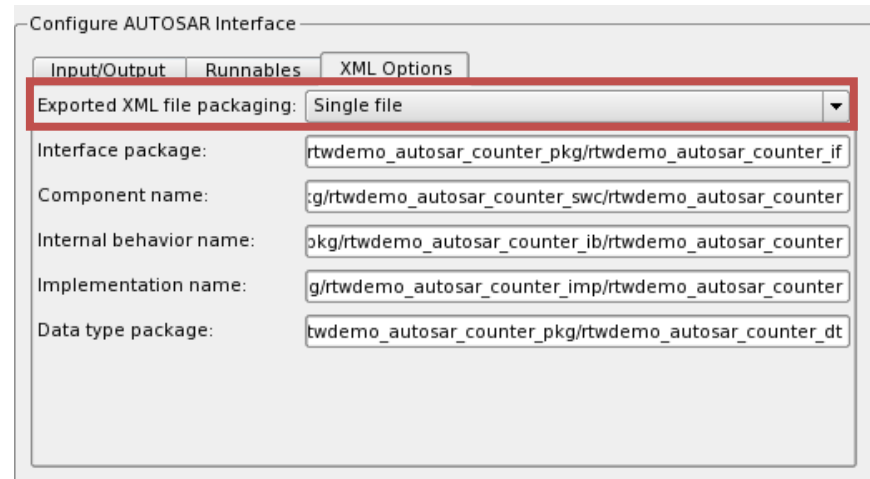 Configure AUTOSAR Interface
Input/Output Runnables XML Options
Exported XML file packaging: Single file
Interface package: rtwdemo_autosar_counter_pkg/rtwdemo_autosar_counter_if
Component name: :g/rtwdemo_autosar_counter_swc/rtwdemo_autosar_counter
Internal behavior name: pkg/rtwdemo_autosar_counter_ib/rtwdemo_autosar_counter
Implementation name: g/rtwdemo_autosar_counter_imp/rtwdemo_autosar_counter
Data type package: twdemo_autosar_counter_pkg/rtwdemo_autosar_counter_dt